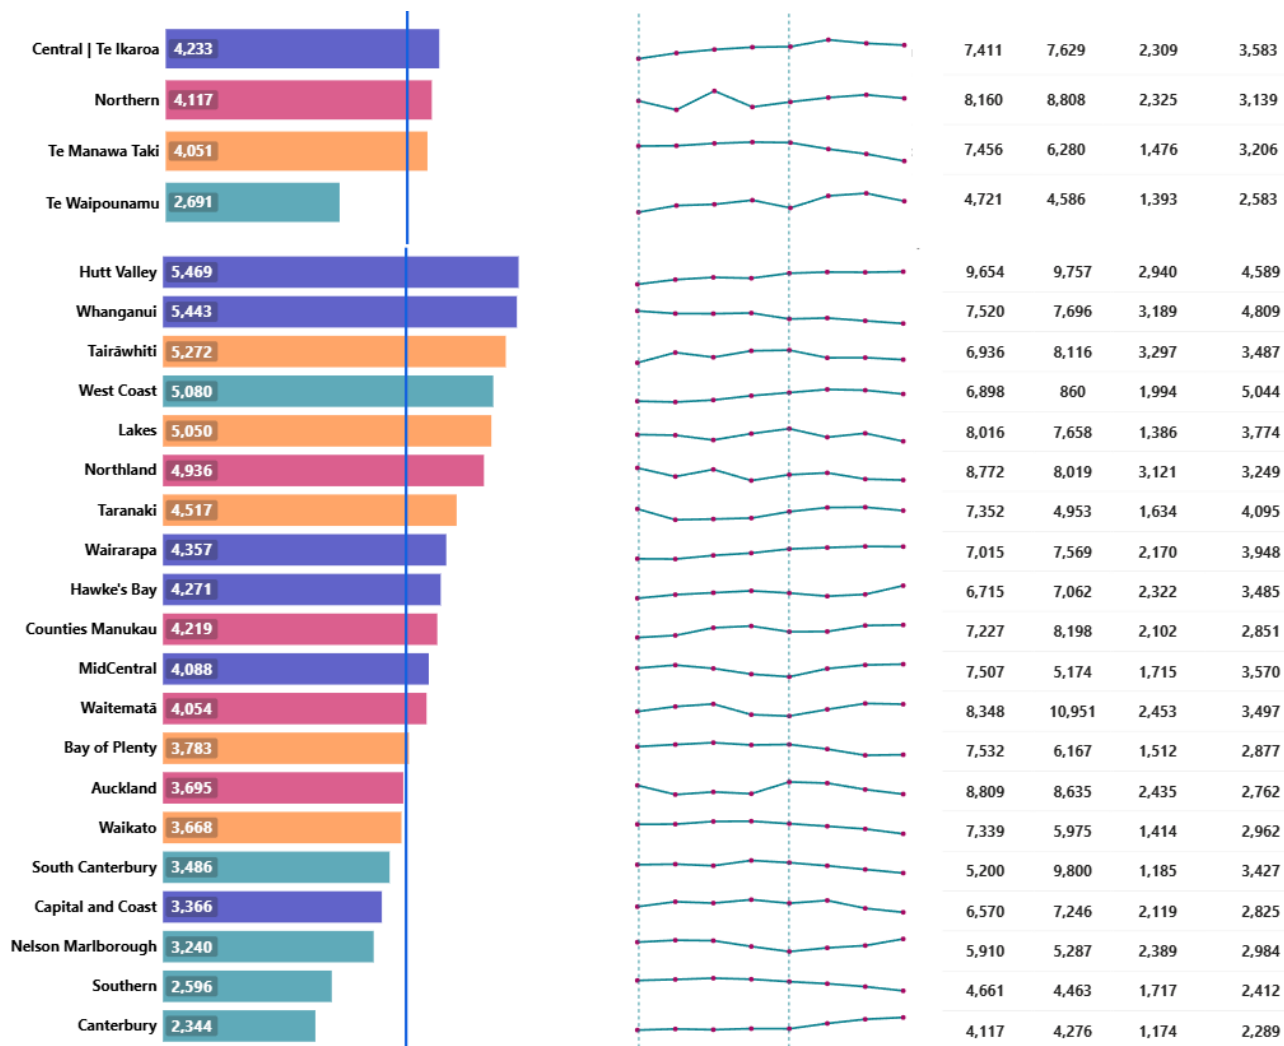 Central | Te Ikaroa 4,233 7,411 7,629 2,309 3,583
Northern 4,117 8,160 8,808 2,325 3,139
Te Manawa Taki 4,051 7,456 6,280 1,476 3,206
Te Waipounamu 2,691 4,721 4,586 1,393 2,583
Hutt Valley 5,469 9,654 9,757 2,940 4,589
Whanganui 5,443 7,520 7,696 3,189 4,809
Tairāwhiti 5,272 6,936 8,116 3,297 3,487
West Coast 5,080 6,898 860 1,994 5,044
Lakes 5,050 8,016 7,658 1,386 3,774
Northland 4,936 8,772 8,019 3,121 3,249
Taranaki 4,517 7,352 4,953 1,634 4,095
Wairarapa 4,357 7,015 7,569 2,170 3,948
Hawke's Bay 4,271 6,715 7,062 2,322 3,485
Counties Manukau 4,219 7,227 8,198 2,102 2,851
MidCentral 4,088 7,507 5,174 1,715 3,570
Waitematā 4,054 8,348 10,951 2,453 3,497
Bay of Plenty 3,783 7,532 6,167 1,512 2,877
Auckland 3,695 8,809 8,635 2,435 2,762
Waikato 3,668 7,339 5,975 1,414 2,962
South Canterbury 3,486 5,200 9,800 1,185 3,427
Capital and Coast 3,366 6,570 7,246 2,119 2,825
Nelson Marlborough 3,240 5,910 5,287 2,389 2,984
Southern 2,596 4,661 4,463 1,717 2,412
Canterbury 2,344 4,117 4,276 1,174 2,289